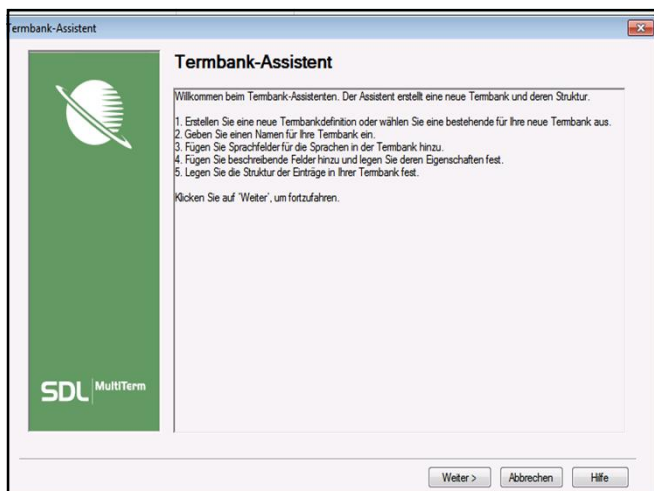 Termbank-Assistent
Termbank-Assistent
Willkommen beim Termbank-Assistenten. Der Assistent erstellt eine neue Termbank und deren Struktur.
1. Erstellen Sie eine neue Termbankdefinition oder wählen Sie eine bestehende für Ihre neue Termbank aus.
2. Geben Sie einen Namen für Ihre Termbank ein.
3. Fügen Sie Sprachfelder für die Sprachen in der Termbank hinzu.
4. Fügen Sie beschreibende Felder hinzu und legen Sie deren Eigenschaften fest.
5. Legen Sie die Struktur der Einträge in Ihrer Termbank fest.
Klicken Sie auf 'Weiter', um fortzufahren.
SDL MultiTerm
Weiter > Abbrechen Hilfe